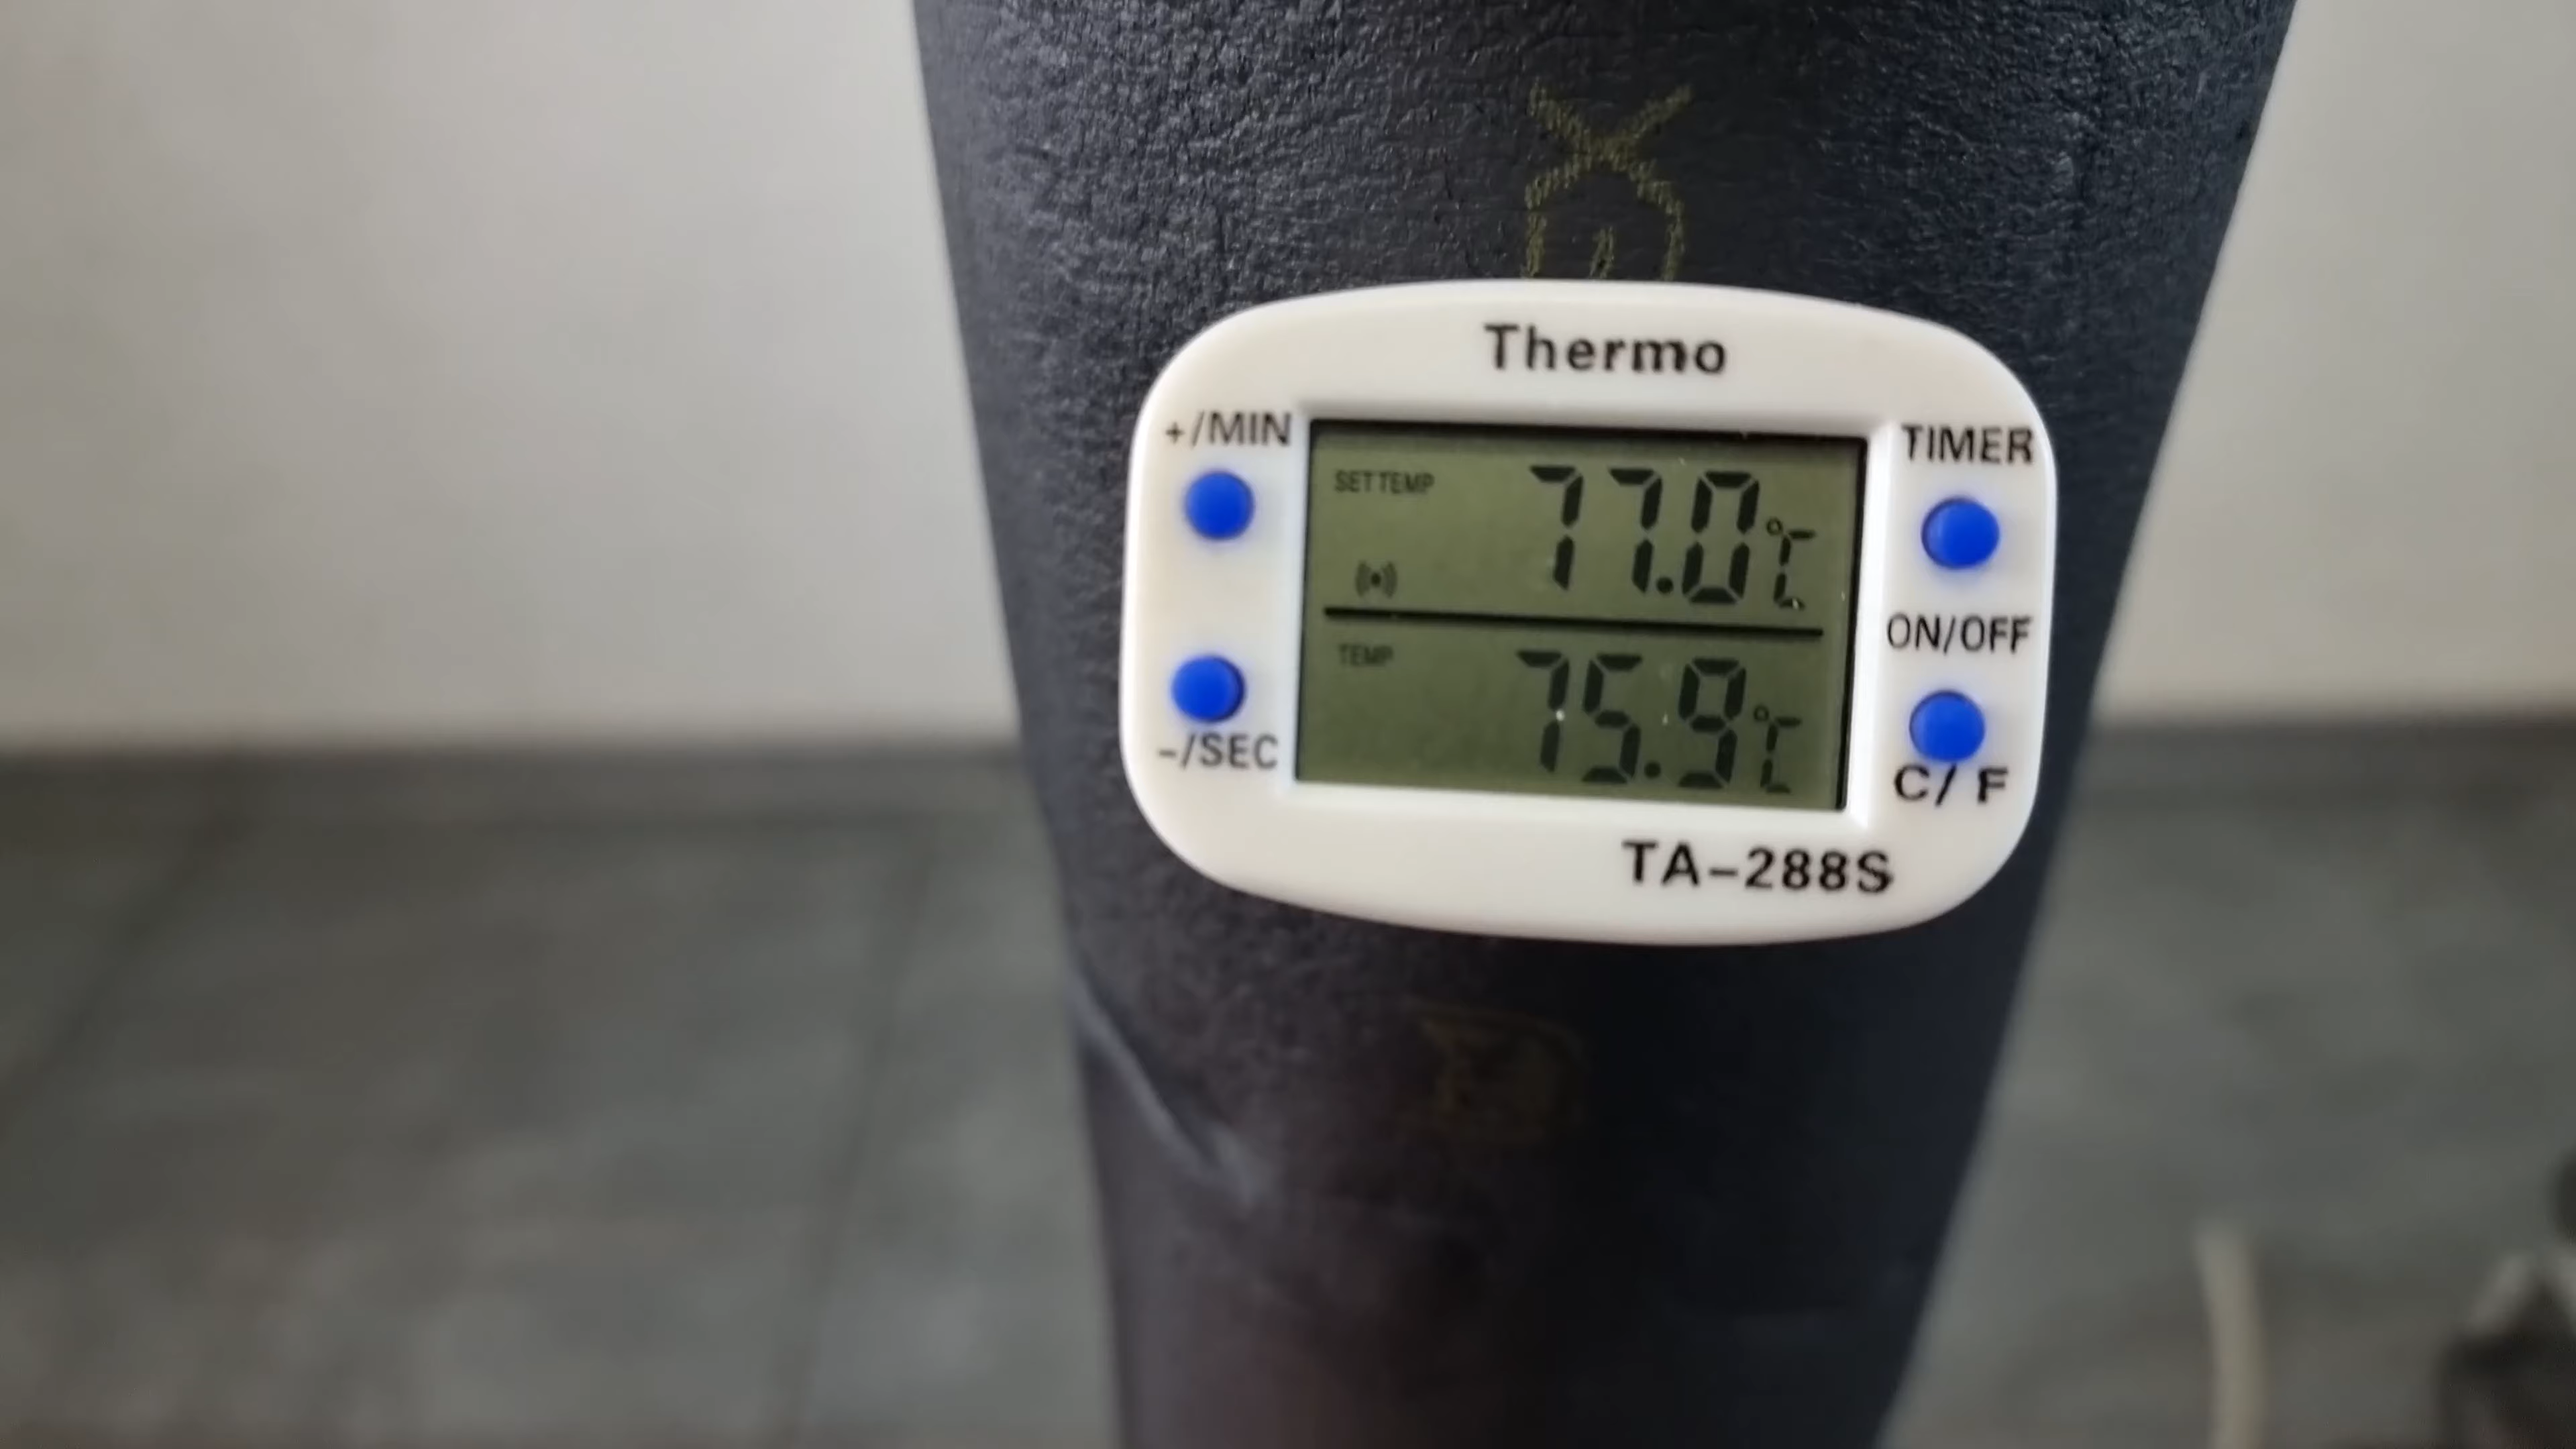 Thermo
+/MIN
TIMER
SET TEMP 77.0°C
ON/OFF
TEMP 75.9°C
-/SEC
C/ F
TA-288S